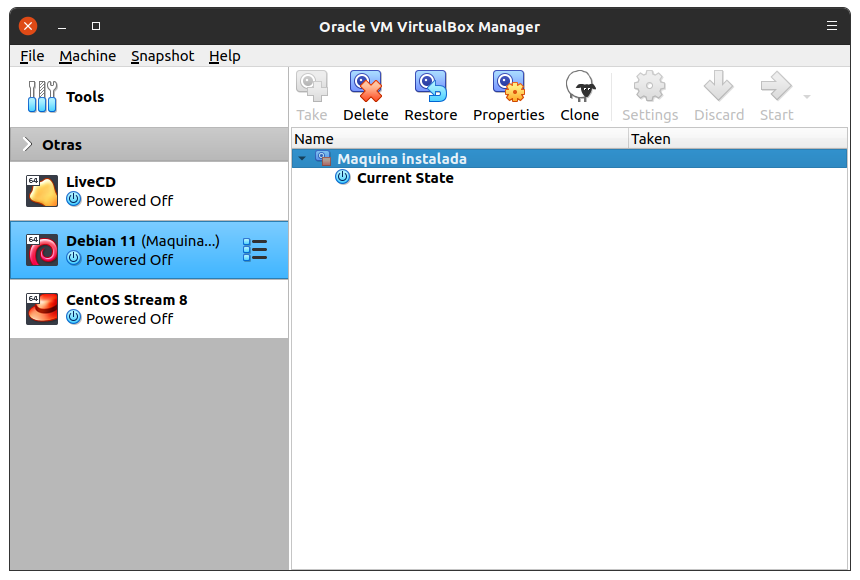 Oracle VM VirtualBox Manager
File Machine Snapshot Help
Tools
Take Delete Restore Properties Clone Settings Discard Start
Otras
Name Taken
64 LiveCD
Powered Off
64 Debian 11 (Maquina...)
Powered Off
64 CentOS Stream 8
Powered Off
Maquina instalada
Current State